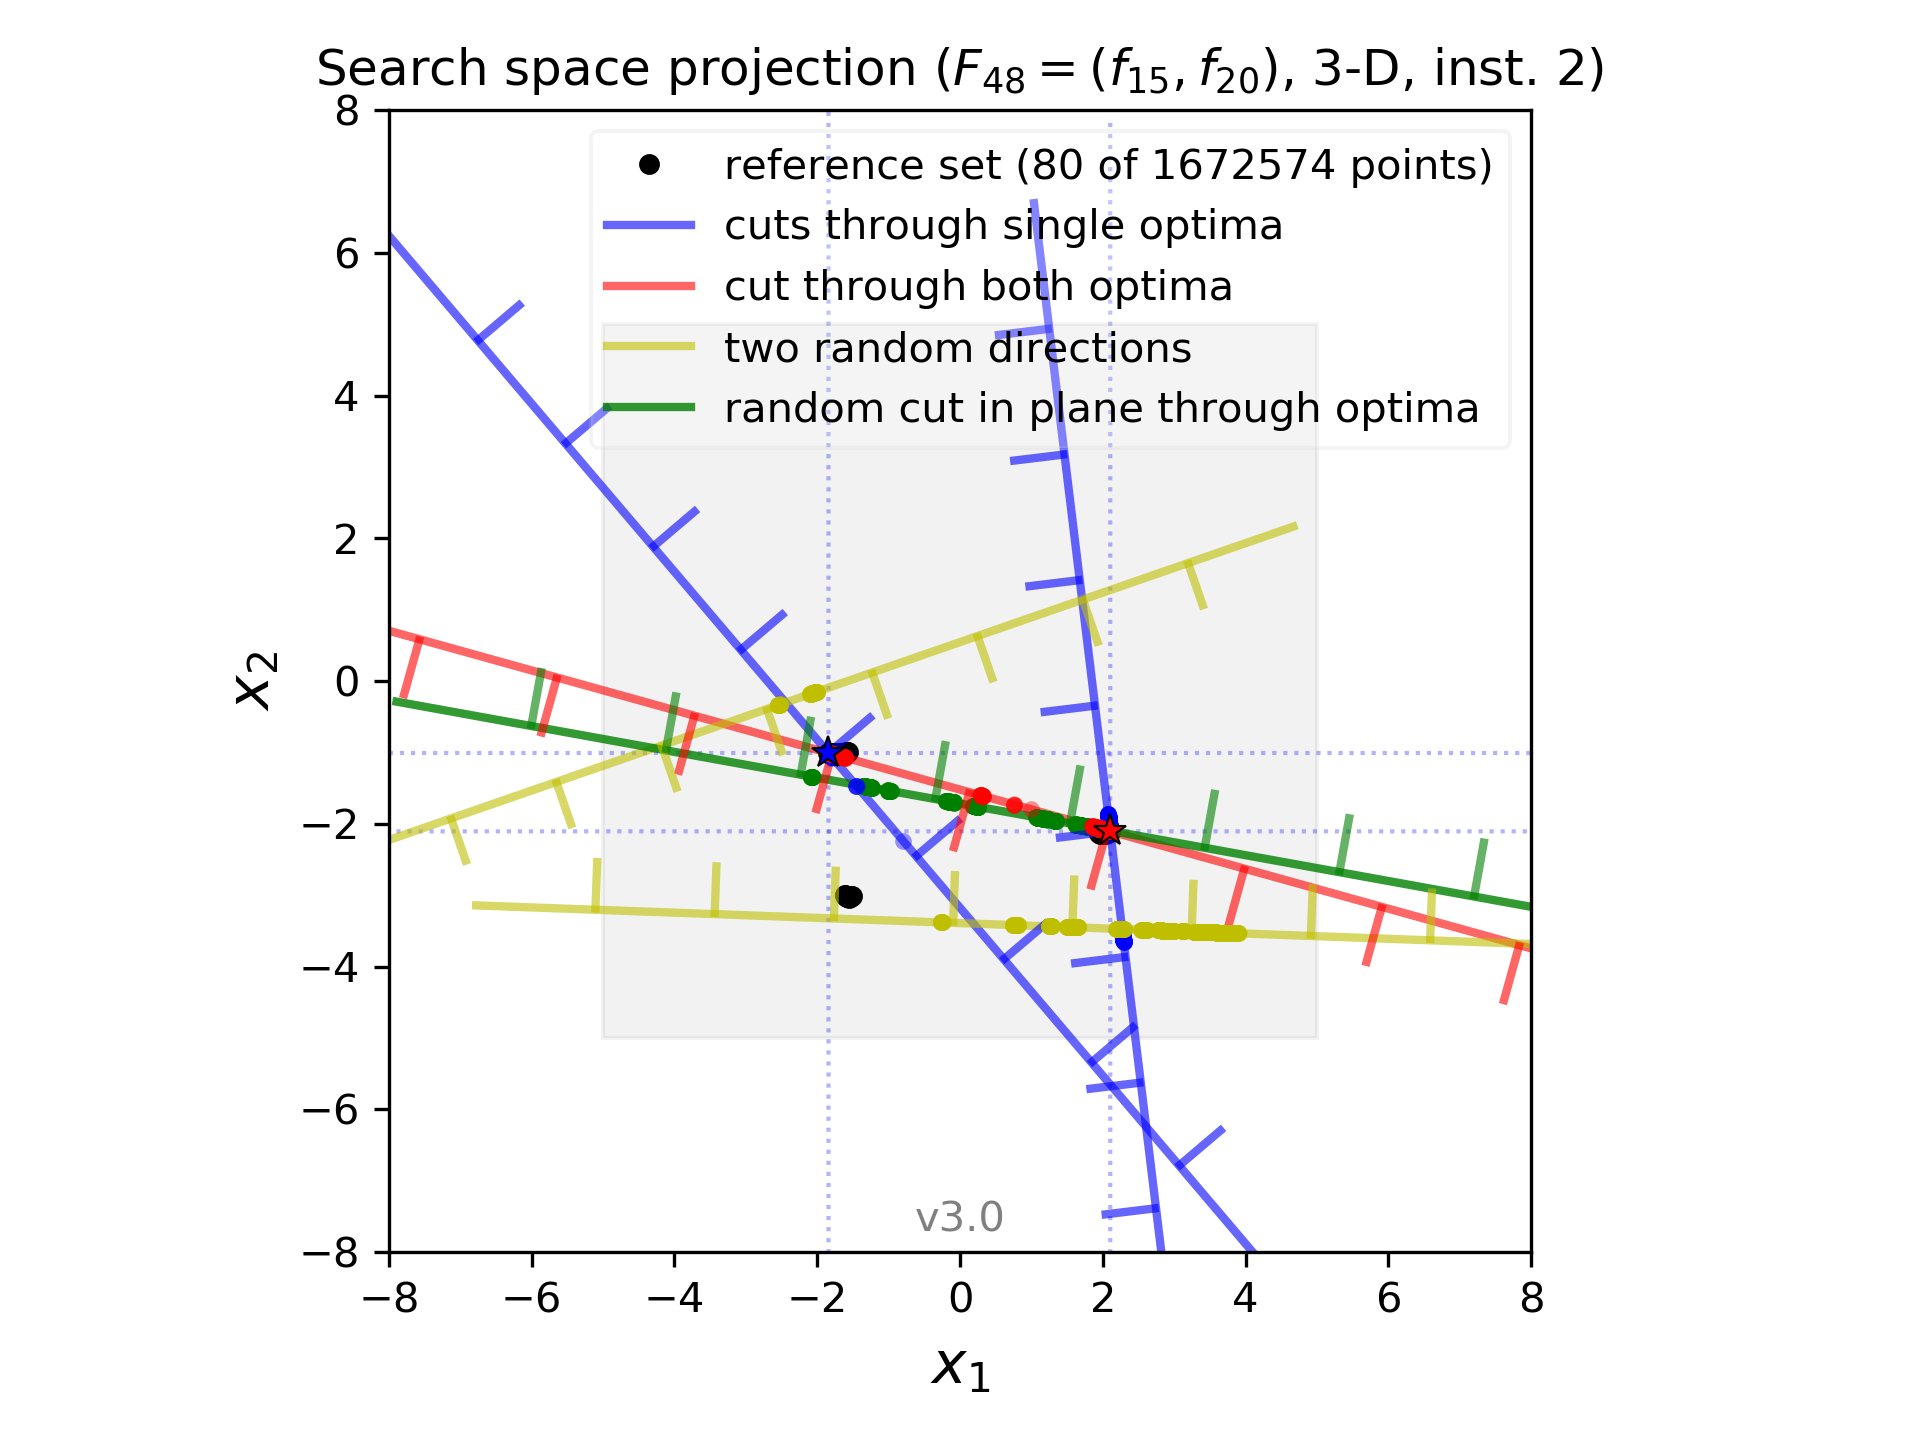 Search space projection (F48 = (f15, f20), 3-D, inst. 2)
8
6
4
2
0
−2
−4
−6
−8
x2
reference set (80 of 1672574 points)
cuts through single optima
cut through both optima
two random directions
random cut in plane through optima
v3.0
−8 −6 −4 −2 0 2 4 6 8
x1